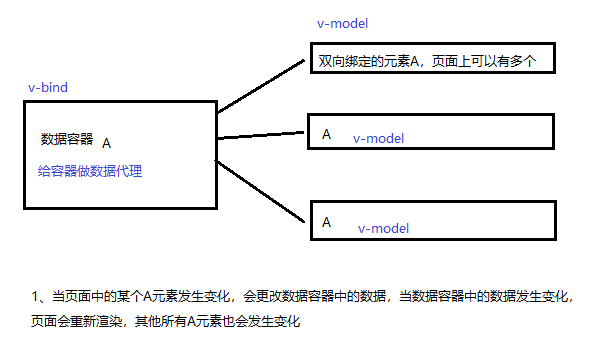 v-model
双向绑定的元素A，页面上可以有多个
v-bind
数据容器 A
给容器做数据代理
A v-model
A v-model
1、当页面中的某个A元素发生变化，会更改数据容器中的数据，当数据容器中的数据发生变化，
页面会重新渲染，其他所有A元素也会发生变化